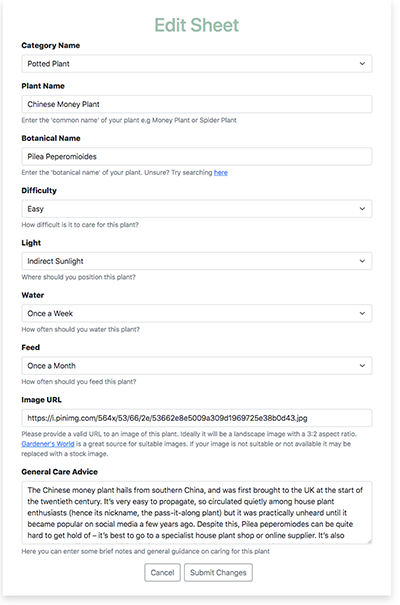 Edit Sheet
Category Name
Potted Plant
Plant Name
Chinese Money Plant
Enter the 'common name' of your plant e.g Money Plant or Spider Plant
Botanical Name
Pilea Peperomioides
Enter the 'botanical name' of your plant. Unsure? Try searching here
Difficulty
Easy
How difficult is it to care for this plant?
Light
Indirect Sunlight
Where should you position this plant?
Water
Once a Week
How often should you water this plant?
Feed
Once a Month
How often should you feed this plant?
Image URL
https://i.pinimg.com/564x/53/66/2e/53662e8e5009a309d1969725e38b0d43.jpg
Please provide a valid URL to an image of this plant. Ideally it will be a landscape image with a 3:2 aspect ratio.
Gardener's World is a great source for suitable images. If your image is not suitable or not available it may be
replaced with a stock image.
General Care Advice
The Chinese money plant hails from southern China, and was first brought to the UK at the start of
the twentieth century. It's very easy to propagate, so circulated quietly among house plant
enthusiasts (hence its nickname, the pass-it-along plant) but it was practically unheard until it
became popular on social media a few years ago. Despite this, Pilea peperomioides can be quite
hard to get hold of – it's best to go to a specialist house plant shop or online supplier. It's also
Here you can enter some brief notes and general guidance on caring for this plant
Cancel Submit Changes